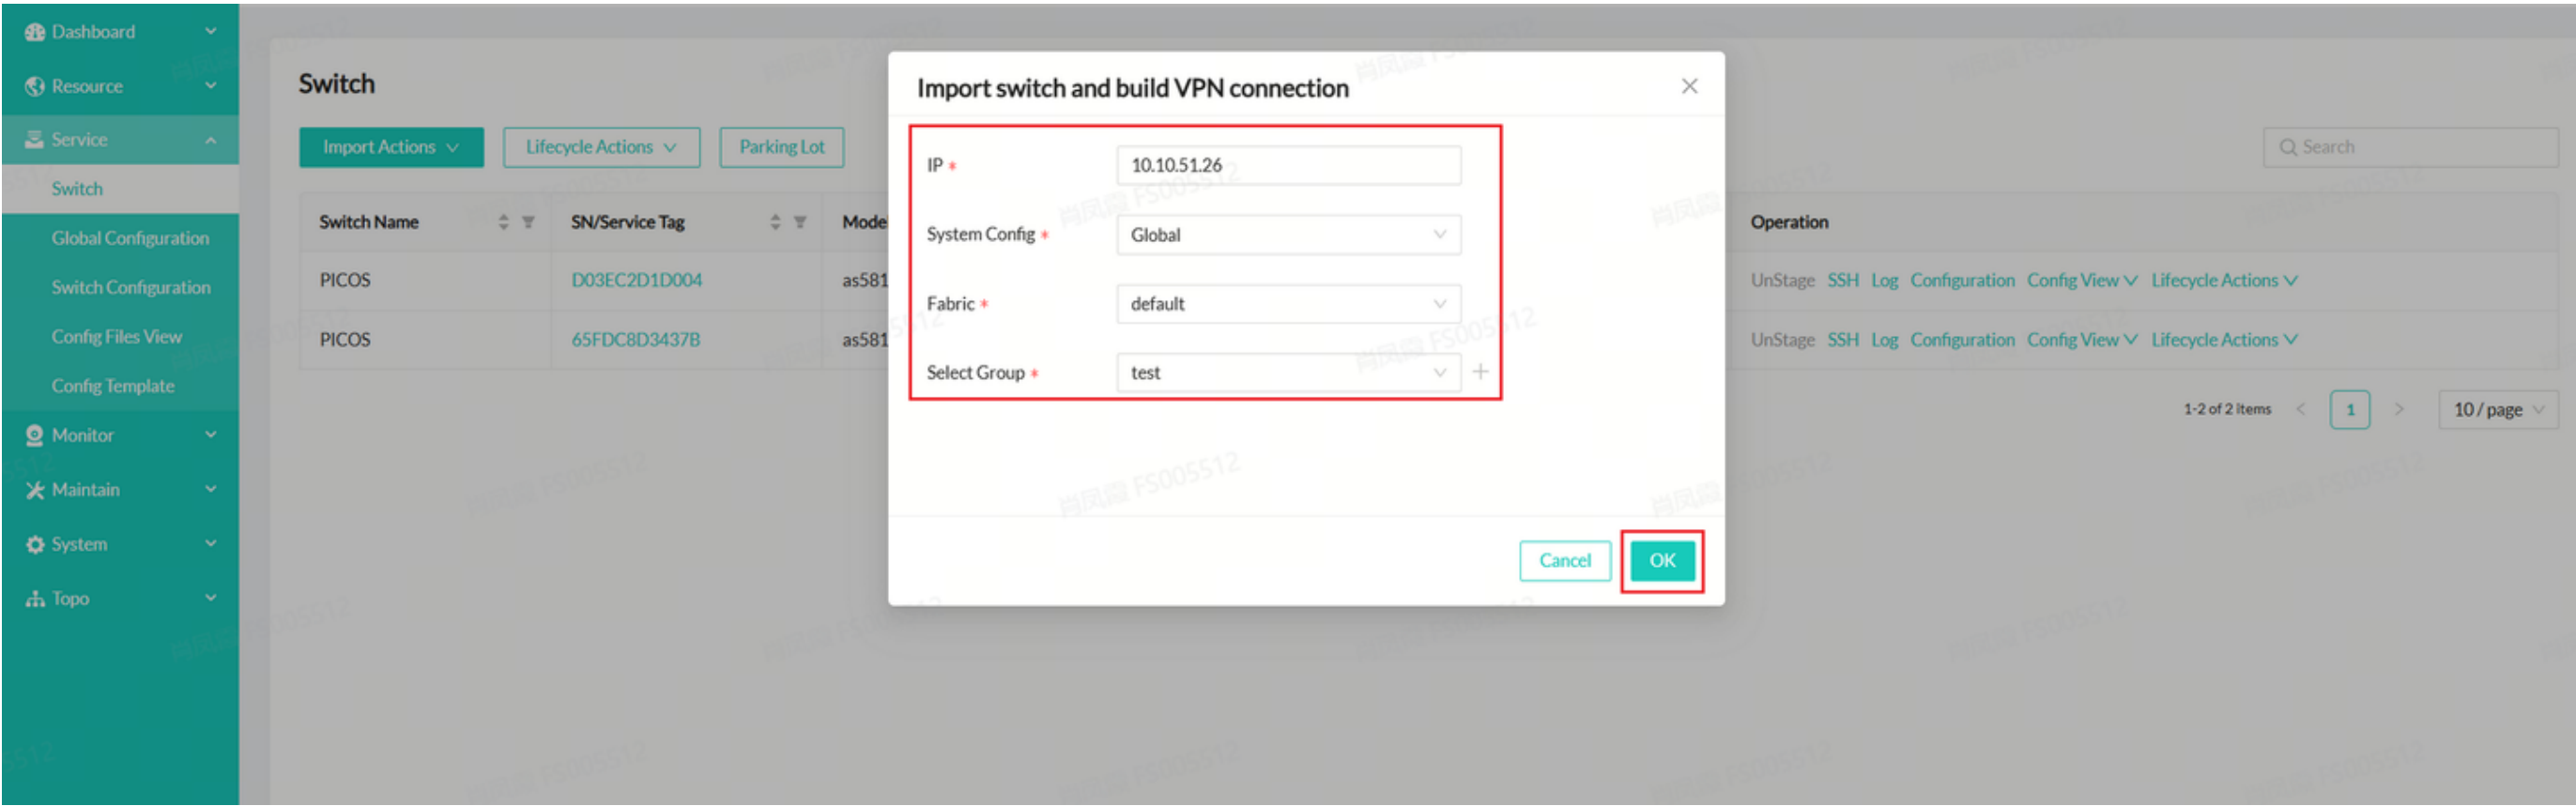 Dashboard
Resource
Service
Switch
Global Configuration
Switch Configuration
Config Files View
Config Template
Monitor
Maintain
System
Topo
Switch
Import Actions
Lifecycle Actions
Parking Lot
Search
Switch Name
SN/Service Tag
Mode
Operation
PICOS
D03EC2D1D004
as581
UnStage SSH Log Configuration Config View Lifecycle Actions
PICOS
65FDC8D3437B
as581
UnStage SSH Log Configuration Config View Lifecycle Actions
1-2 of 2 items
1
10 / page
Import switch and build VPN connection
IP *
10.10.51.26
System Config *
Global
Fabric *
default
Select Group *
test
Cancel
OK
肖凤霞 FS005512